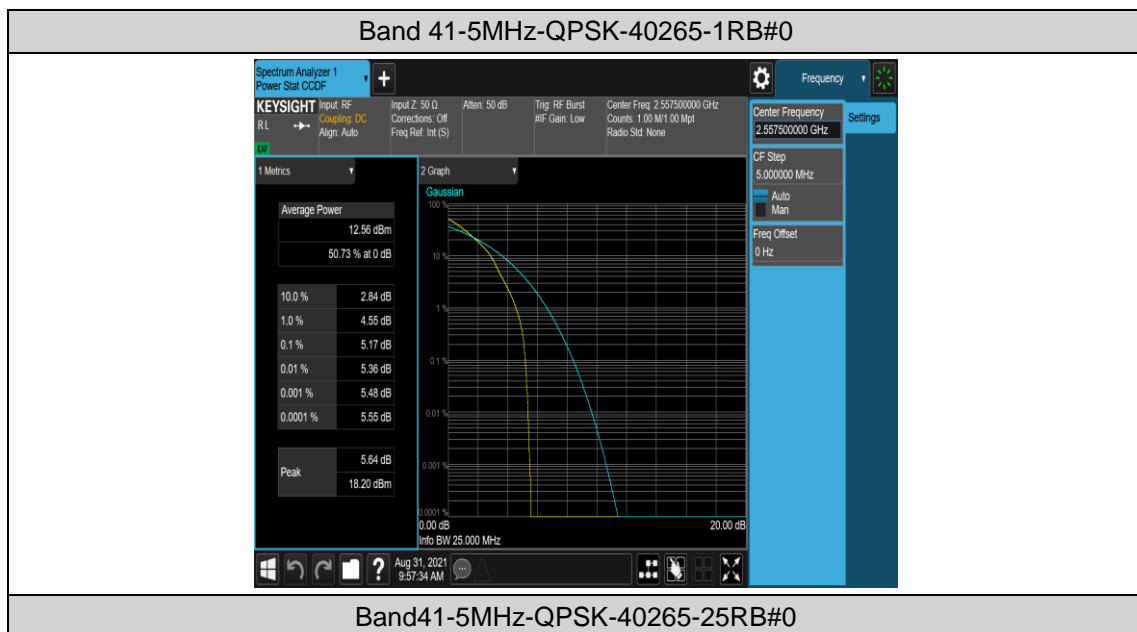 Band 41-5MHz-QPSK-40265-1RB#0
Spectrum Analyzer 1
Power Stat CCDF
Frequency
KEYSIGHT
RL
LXI
Input: RF
Coupling: DC
Align: Auto
Input Z: 50 Ω
Corrections: Off
Freq Ref: Int (S)
Atten: 50 dB
Trig: RF Burst
#IF Gain: Low
Center Freq: 2.557500000 GHz
Counts: 1.00 M/1.00 Mpt
Radio Std: None
Center Frequency
2.557500000 GHz
Settings
CF Step
5.000000 MHz
Auto
Man
Freq Offset
0 Hz
1 Metrics
Average Power
12.56 dBm
50.73 % at 0 dB
10.0 % 2.84 dB
1.0 % 4.55 dB
0.1 % 5.17 dB
0.01 % 5.36 dB
0.001 % 5.48 dB
0.0001 % 5.55 dB
Peak
5.64 dB
18.20 dBm
2 Graph
Gaussian
100 %
10 %
1 %
0.1 %
0.01 %
0.001 %
0.0001 %
0.00 dB 20.00 dB
Info BW 25.000 MHz
?
Aug 31, 2021
9:57:34 AM
Band41-5MHz-QPSK-40265-25RB#0